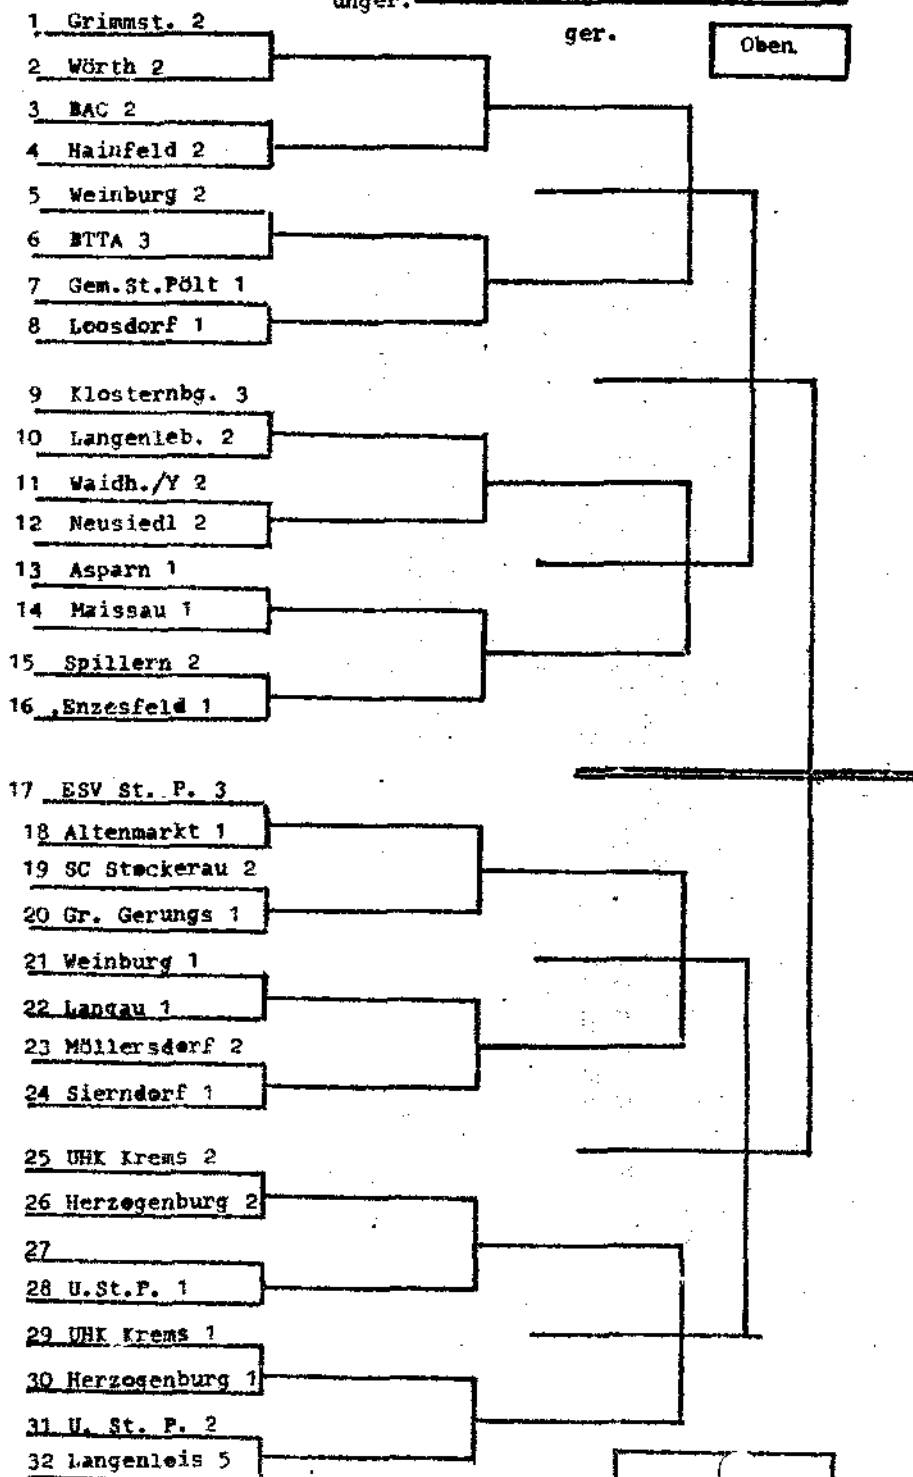 unger.
ger.
Oben
1 Grimmst. 2
2 Wörth 2
3 BAC 2
4 Hainfeld 2
5 Weinburg 2
6 BTTA 3
7 Gem.St.Pölt 1
8 Loosdorf 1
9 Klosternbg. 3
10 Langenleb. 2
11 Waidh./Y 2
12 Neusiedl 2
13 Asparn 1
14 Maissau 1
15 Spillern 2
16 Enzesfeld 1
17 ESV St. P. 3
18 Altenmarkt 1
19 SC Stockerau 2
20 Gr. Gerungs 1
21 Weinburg 1
22 Langau 1
23 Möllersdorf 2
24 Sierndorf 1
25 UHK Krems 2
26 Herzogenburg 2
27
28 U.St.P. 1
29 UHK Krems 1
30 Herzogenburg 1
31 U. St. P. 2
32 Langenlois 5